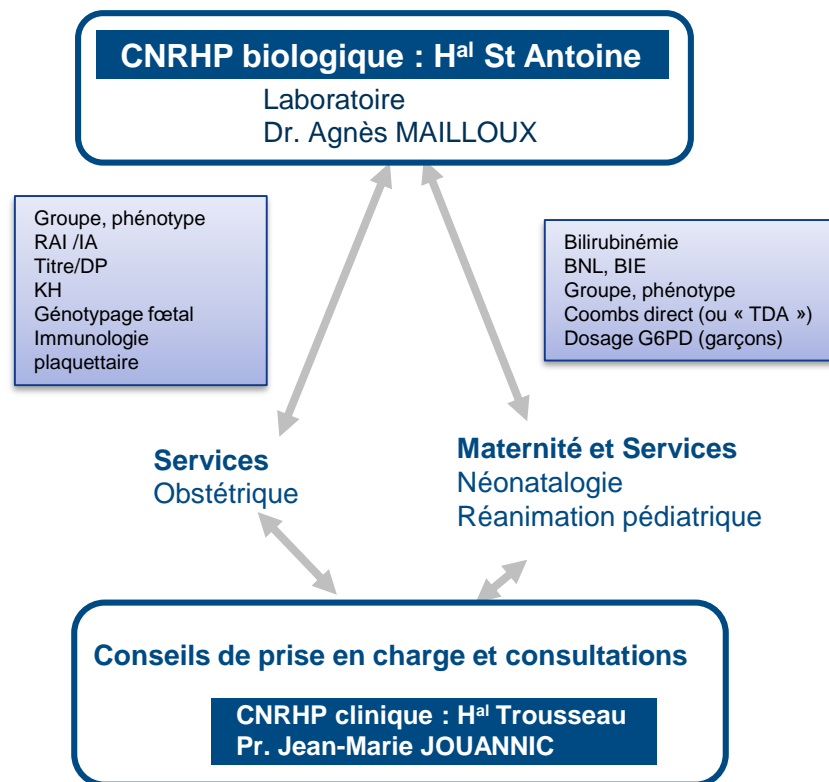 CNRHP biologique : Hal St Antoine
Laboratoire
Dr. Agnès MAILLOUX
Groupe, phénotype
RAI /IA
Titre/DP
KH
Génotypage fœtal
Immunologie
plaquettaire
Bilirubinémie
BNL, BIE
Groupe, phénotype
Coombs direct (ou « TDA »)
Dosage G6PD (garçons)
Services
Obstétrique
Maternité et Services
Néonatalogie
Réanimation pédiatrique
Conseils de prise en charge et consultations
CNRHP clinique : Hal Trousseau
Pr. Jean-Marie JOUANNIC